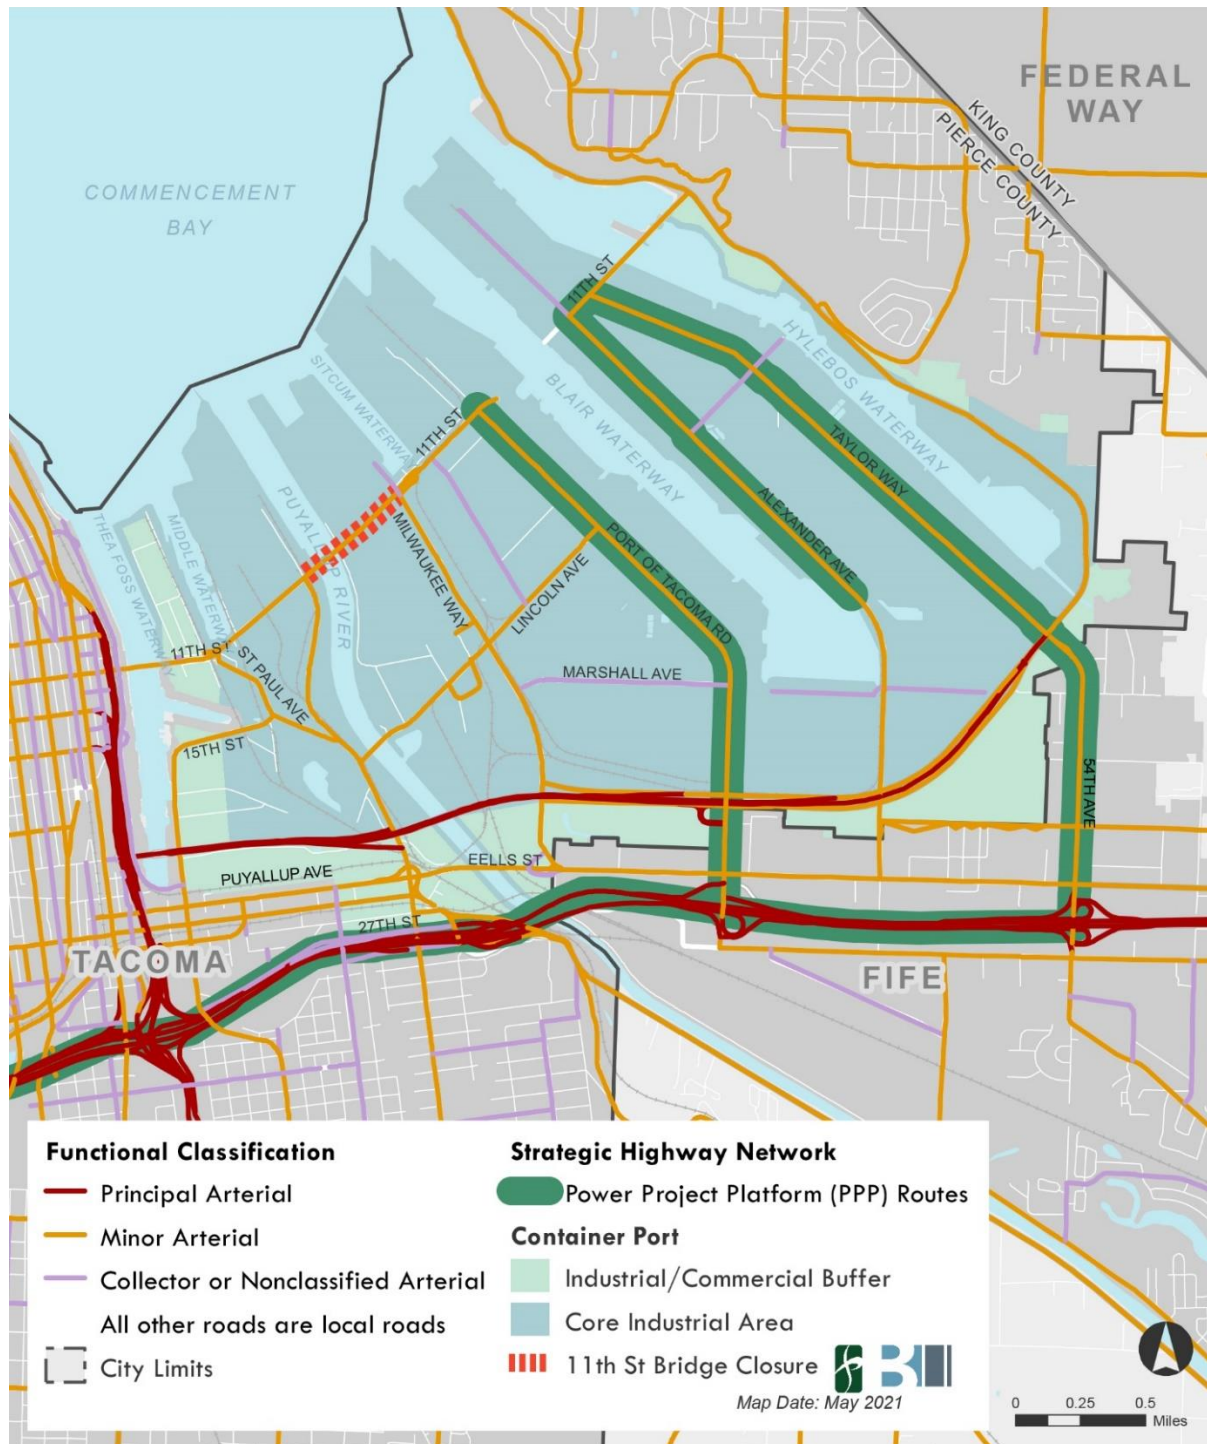 FEDERAL
WAY
KING COUNTY
PIERCE COUNTY
COMMENCEMENT
BAY
11TH ST
HYLEBOS WATERWAY
SITCUM WATERWAY
BLAIR WATERWAY
11TH ST
TAYLOR WAY
PUYALLUP RIVER
ALEXANDER AVE
MILWAUKEE WAY
PORT OF TACOMA RD
LINCOLN AVE
THEA FOSS WATERWAY
MIDDLE WATERWAY
11TH ST
ST PAUL AVE
MARSHALL AVE
15TH ST
54TH AVE
EELLS ST
PUYALLUP AVE
27TH ST
TACOMA
FIFE
Functional Classification
Principal Arterial
Minor Arterial
Collector or Nonclassified Arterial
All other roads are local roads
City Limits
Strategic Highway Network
Power Project Platform (PPP) Routes
Container Port
Industrial/Commercial Buffer
Core Industrial Area
11th St Bridge Closure
Map Date: May 2021
0 0.25 0.5
Miles